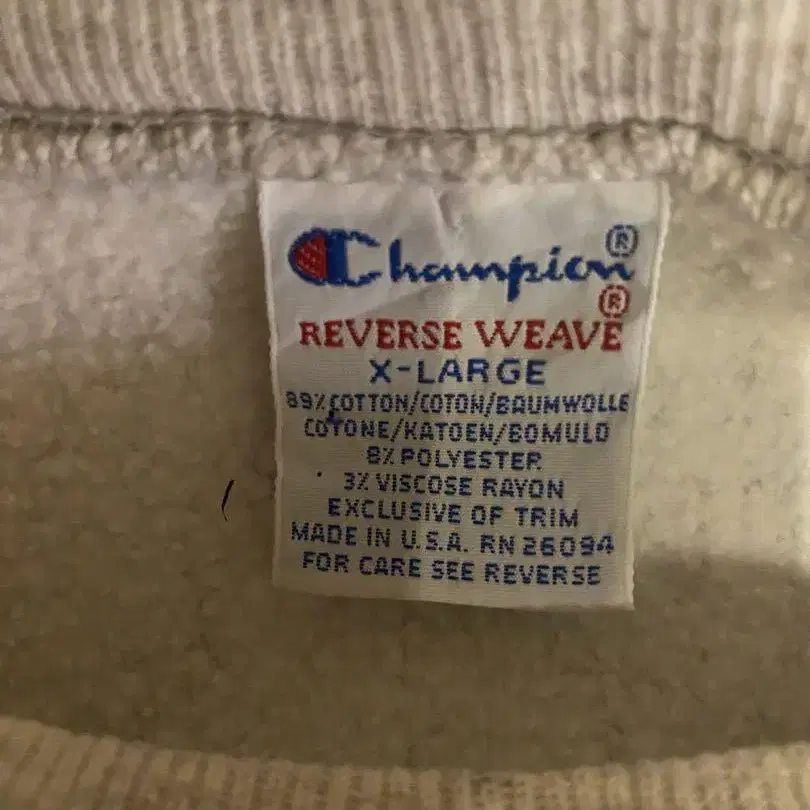 Champion®
REVERSE WEAVE®
X-LARGE
89% COTTON/COTON/BAUMWOLLE
COTONE/KATOEN/BOMULD
8% POLYESTER
3% VISCOSE RAYON
EXCLUSIVE OF TRIM
MADE IN U.S.A. RN 26094
FOR CARE SEE REVERSE